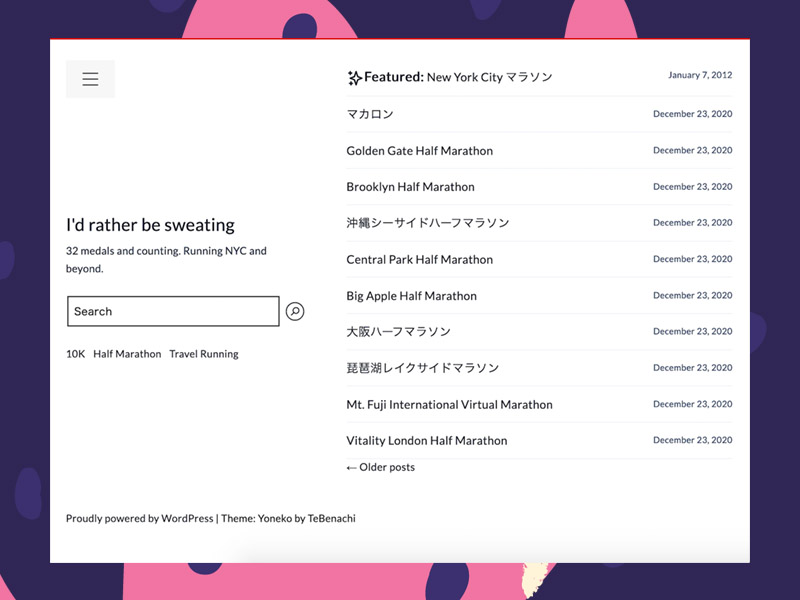 I'd rather be sweating
32 medals and counting. Running NYC and
beyond.
Search
10K Half Marathon Travel Running
Featured: New York City マラソン January 7, 2012
マカロン December 23, 2020
Golden Gate Half Marathon December 23, 2020
Brooklyn Half Marathon December 23, 2020
沖縄シーサイドハーフマラソン December 23, 2020
Central Park Half Marathon December 23, 2020
Big Apple Half Marathon December 23, 2020
大阪ハーフマラソン December 23, 2020
琵琶湖レイクサイドマラソン December 23, 2020
Mt. Fuji International Virtual Marathon December 23, 2020
Vitality London Half Marathon December 23, 2020
← Older posts
Proudly powered by WordPress | Theme: Yoneko by TeBenachi